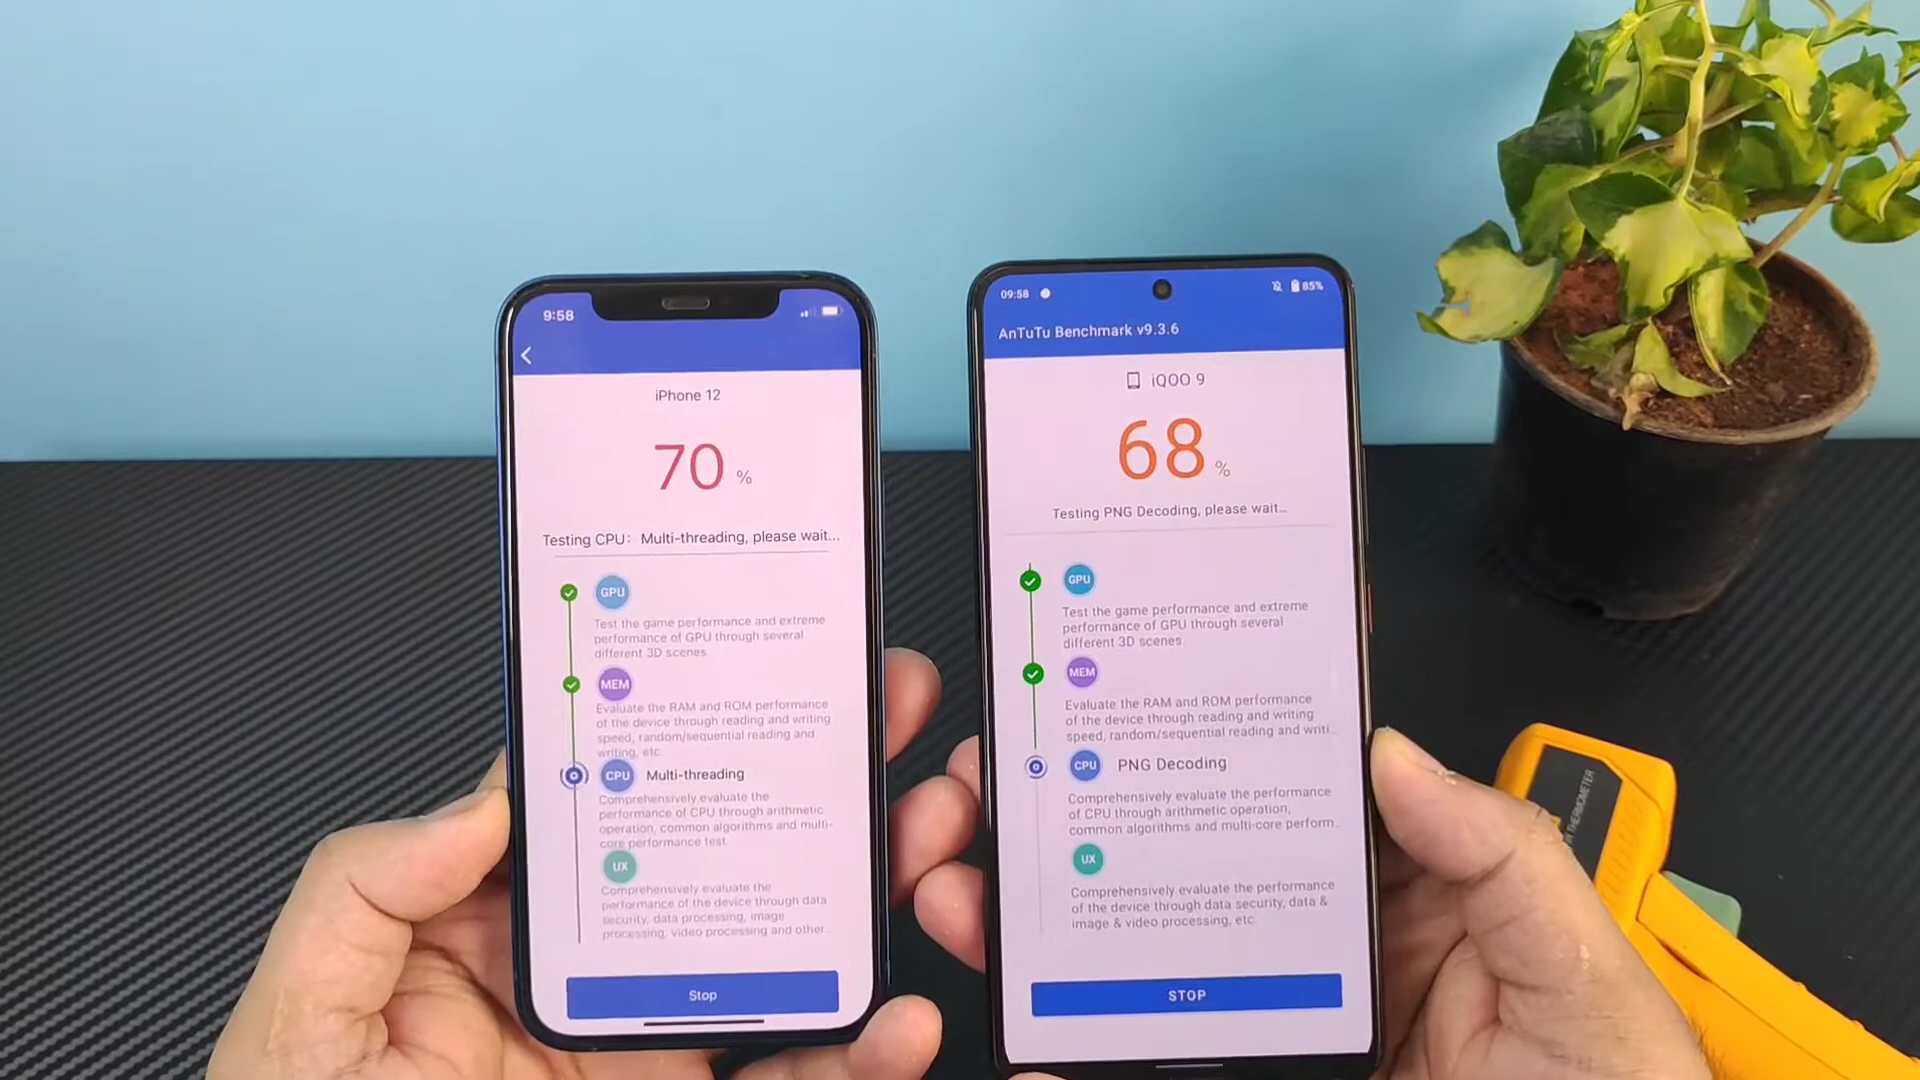 9:58
iPhone 12
70 %
Testing CPU: Multi-threading, please wait...
GPU
Test the game performance and extreme
performance of GPU through several
different 3D scenes.
MEM
Evaluate the RAM and ROM performance
of the device through reading and writing
speed, random/sequential reading and
writing, etc.
CPU Multi-threading
Comprehensively evaluate the
performance of CPU through arithmetic
operation, common algorithms and multi-
core performance test.
UX
Comprehensively evaluate the
performance of the device through data
security, data processing, image
processing, video processing and other...
Stop
09:58 85%
AnTuTu Benchmark v9.3.6
iQOO 9
68 %
Testing PNG Decoding, please wait...
GPU
Test the game performance and extreme
performance of GPU through several
different 3D scenes.
MEM
Evaluate the RAM and ROM performance
of the device through reading and writing
speed, random/sequential reading and writi...
CPU PNG Decoding
Comprehensively evaluate the performance
of CPU through arithmetic operation,
common algorithms and multi-core perform...
UX
Comprehensively evaluate the performance
of the device through data security, data &
image & video processing, etc.
STOP
THERMOMETER